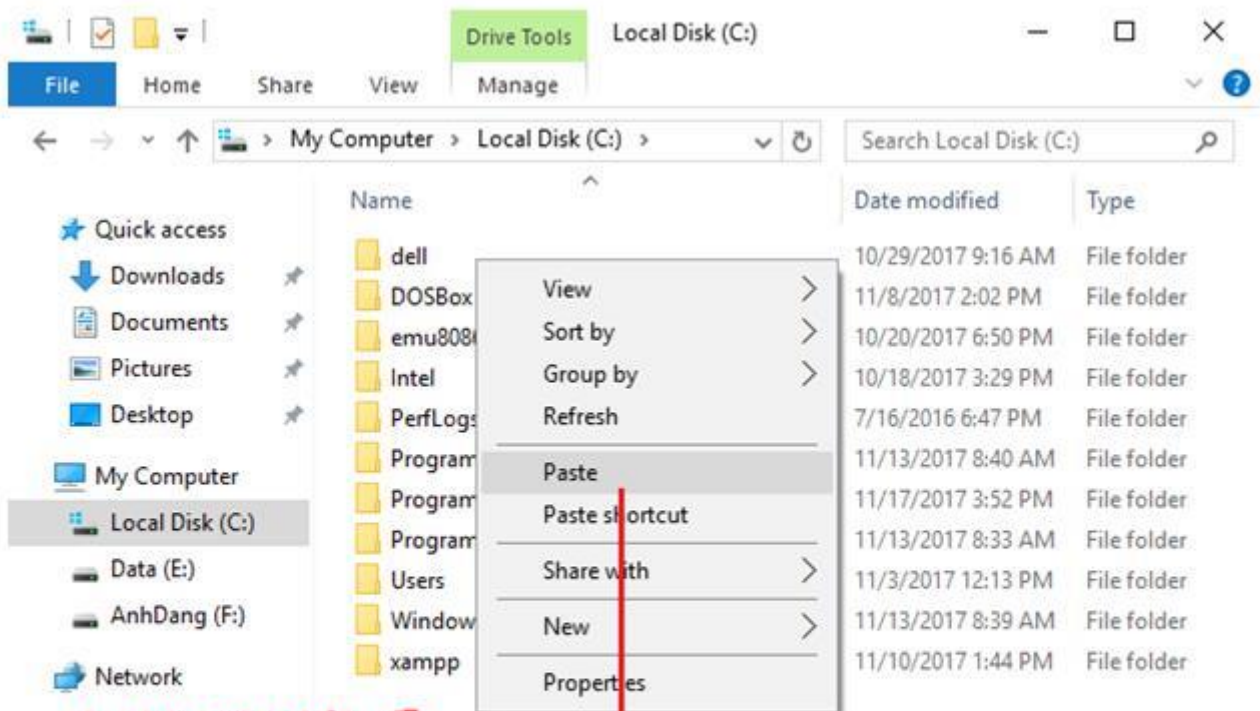 Drive Tools Local Disk (C:)
File Home Share View Manage
My Computer > Local Disk (C:) > Search Local Disk (C:)
Name Date modified Type
Quick access
Downloads
Documents
Pictures
Desktop
My Computer
Local Disk (C:)
Data (E:)
AnhDang (F:)
Network
dell 10/29/2017 9:16 AM File folder
DOSBox 11/8/2017 2:02 PM File folder
emu808 10/20/2017 6:50 PM File folder
Intel 10/18/2017 3:29 PM File folder
PerfLogs 7/16/2016 6:47 PM File folder
Program 11/13/2017 8:40 AM File folder
Program 11/17/2017 3:52 PM File folder
Program 11/13/2017 8:33 AM File folder
Users 11/3/2017 12:13 PM File folder
Window 11/13/2017 8:39 AM File folder
xampp 11/10/2017 1:44 PM File folder
View
Sort by
Group by
Refresh
Paste
Paste shortcut
Share with
New
Properties